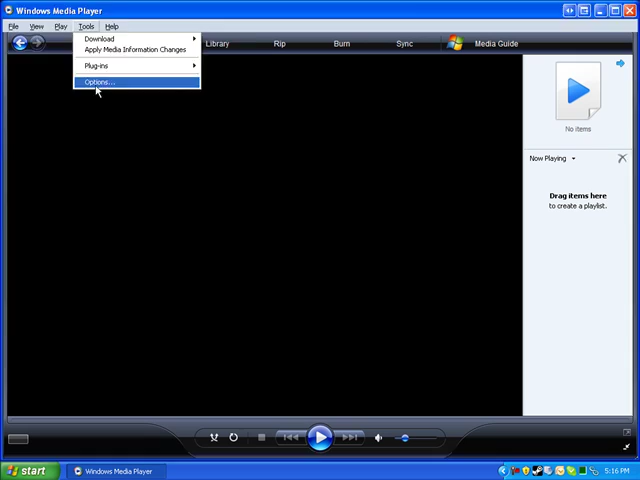 Windows Media Player
File View Play Tools Help
Library Rip Burn Sync Media Guide
Download
Apply Media Information Changes
Plug-ins
Options...
No items
Now Playing
Drag items here
to create a playlist.
start Windows Media Player 5:16 PM